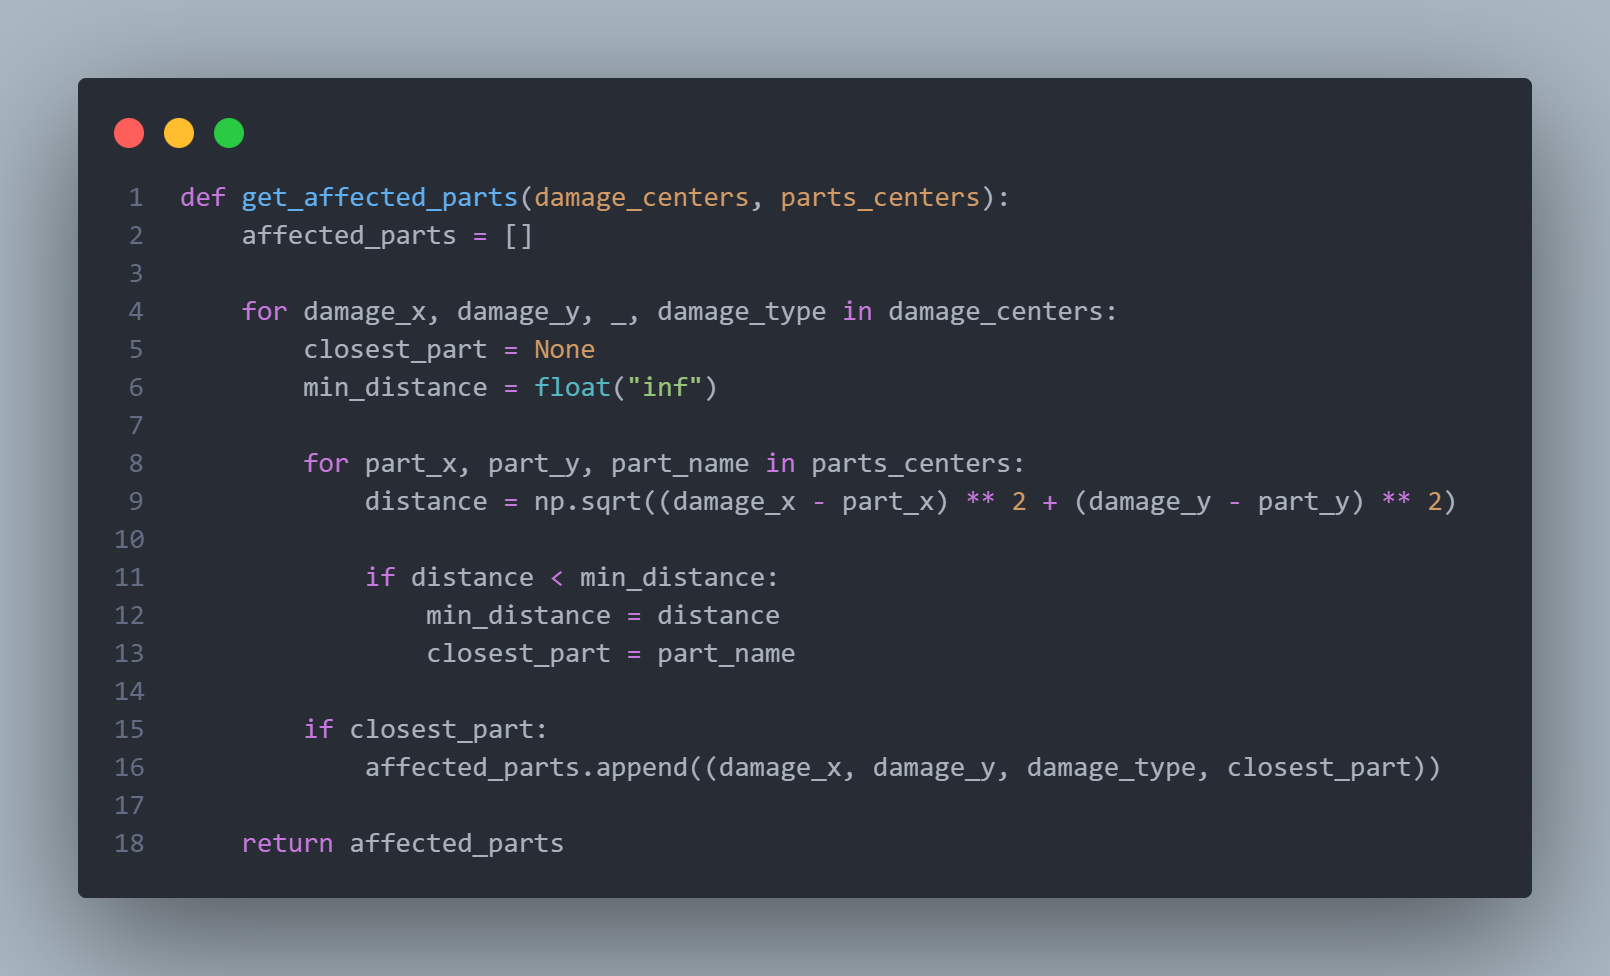 1 def get_affected_parts(damage_centers, parts_centers):
2     affected_parts = []
3
4     for damage_x, damage_y, _, damage_type in damage_centers:
5         closest_part = None
6         min_distance = float("inf")
7
8         for part_x, part_y, part_name in parts_centers:
9             distance = np.sqrt((damage_x - part_x) ** 2 + (damage_y - part_y) ** 2)
10
11             if distance < min_distance:
12                 min_distance = distance
13                 closest_part = part_name
14
15         if closest_part:
16             affected_parts.append((damage_x, damage_y, damage_type, closest_part))
17
18     return affected_parts